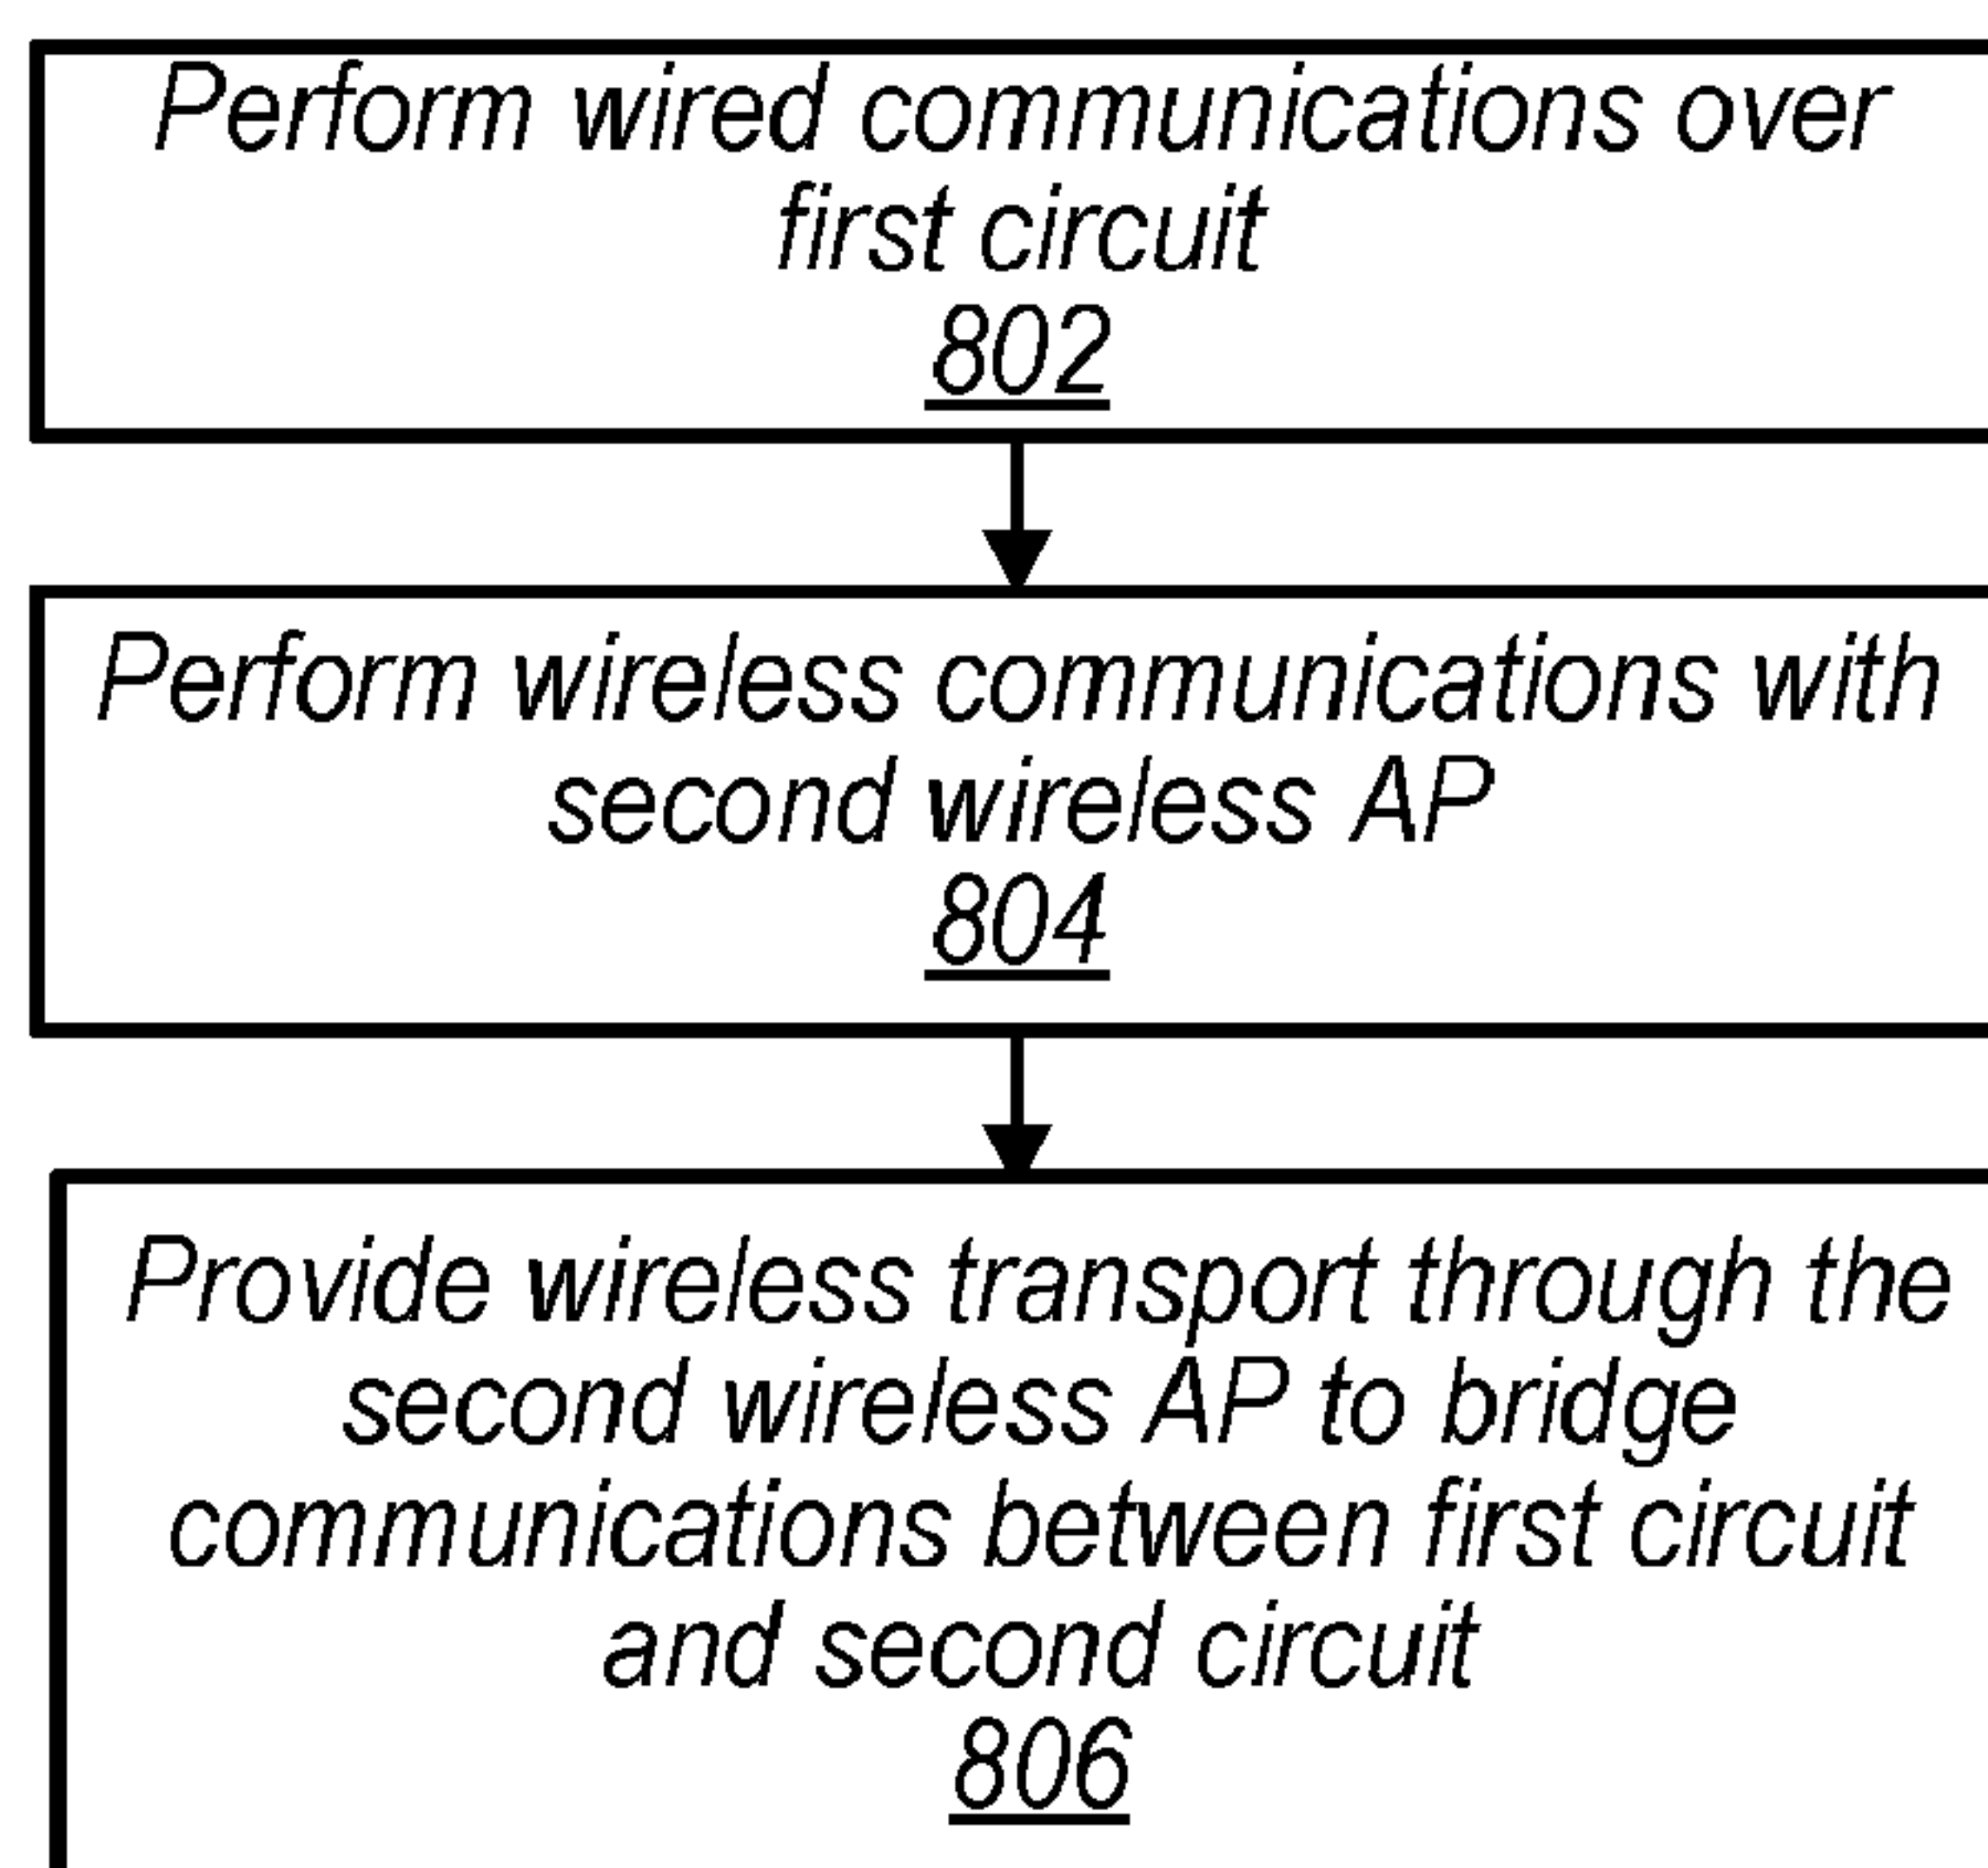 Perform wired communications over
first circuit
802
Perform wireless communications with
second wireless AP
804
Provide wireless transport through the
second wireless AP to bridge
communications between first circuit
and second circuit
806